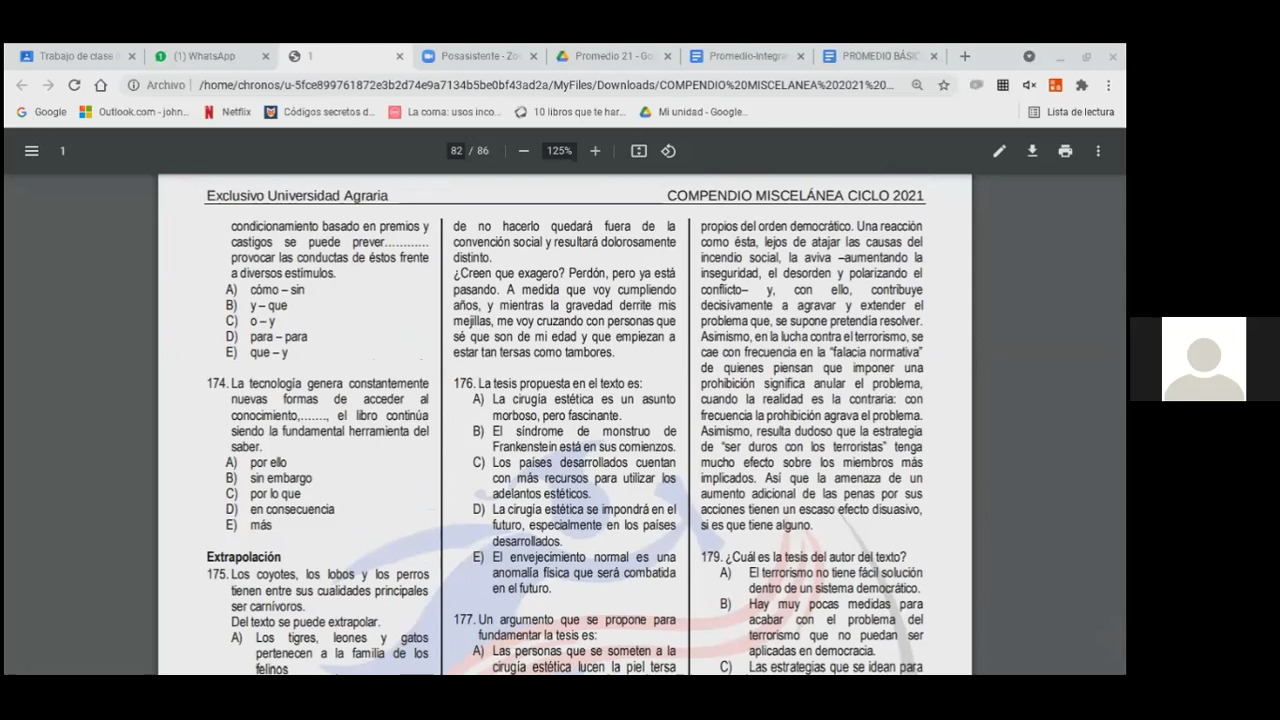 Trabajo de clase
(1) WhatsApp
1
Posasistente - Zo
Promedio 21 - Go
Promedio-Integra
PROMEDIO BÁSIC
Archivo
/home/chronos/u-5fce899761872e3b2d74e9a7134b5be0bf43ad2a/MyFiles/Downloads/COMPENDIO%20MISCELANEA%202021%20...
Google
Outlook.com - john...
Netflix
Códigos secretos d...
La coma: usos inco...
10 libros que te har...
Mi unidad - Google...
Lista de lectura
1
82 / 86
125%
Exclusivo Universidad Agraria
COMPENDIO MISCELÁNEA CICLO 2021
condicionamiento basado en premios y
castigos se puede prever............
provocar las conductas de éstos frente
a diversos estímulos.
A) cómo – sin
B) y – que
C) o – y
D) para – para
E) que – y
174. La tecnología genera constantemente
nuevas formas de acceder al
conocimiento,......., el libro continúa
siendo la fundamental herramienta del
saber.
A) por ello
B) sin embargo
C) por lo que
D) en consecuencia
E) más
Extrapolación
175. Los coyotes, los lobos y los perros
tienen entre sus cualidades principales
ser carnívoros.
Del texto se puede extrapolar.
A) Los tigres, leones y gatos
pertenecen a la familia de los
felinos
de no hacerlo quedará fuera de la
convención social y resultará dolorosamente
distinto.
¿Creen que exagero? Perdón, pero ya está
pasando. A medida que voy cumpliendo
años, y mientras la gravedad derrite mis
mejillas, me voy cruzando con personas que
sé que son de mi edad y que empiezan a
estar tan tersas como tambores.
176. La tesis propuesta en el texto es:
A) La cirugía estética es un asunto
morboso, pero fascinante.
B) El síndrome de monstruo de
Frankenstein está en sus comienzos.
C) Los países desarrollados cuentan
con más recursos para utilizar los
adelantos estéticos.
D) La cirugía estética se impondrá en el
futuro, especialmente en los países
desarrollados.
E) El envejecimiento normal es una
anomalía física que será combatida
en el futuro.
177. Un argumento que se propone para
fundamentar la tesis es:
A) Las personas que se someten a la
cirugía estética lucen la piel tersa
propios del orden democrático. Una reacción
como ésta, lejos de atajar las causas del
incendio social, la aviva –aumentando la
inseguridad, el desorden y polarizando el
conflicto– y, con ello, contribuye
decisivamente a agravar y extender el
problema que, se supone pretendía resolver.
Asimismo, en la lucha contra el terrorismo, se
cae con frecuencia en la “falacia normativa”
de quienes piensan que imponer una
prohibición significa anular el problema,
cuando la realidad es la contraria: con
frecuencia la prohibición agrava el problema.
Asimismo, resulta dudoso que la estrategia
de “ser duros con los terroristas” tenga
mucho efecto sobre los miembros más
implicados. Así que la amenaza de un
aumento adicional de las penas por sus
acciones tienen un escaso efecto disuasivo,
si es que tiene alguno.
179. ¿Cuál es la tesis del autor del texto?
A) El terrorismo no tiene fácil solución
dentro de un sistema democrático.
B) Hay muy pocas medidas para
acabar con el problema del
terrorismo que no puedan ser
aplicadas en democracia.
C) Las estrategias que se idean para